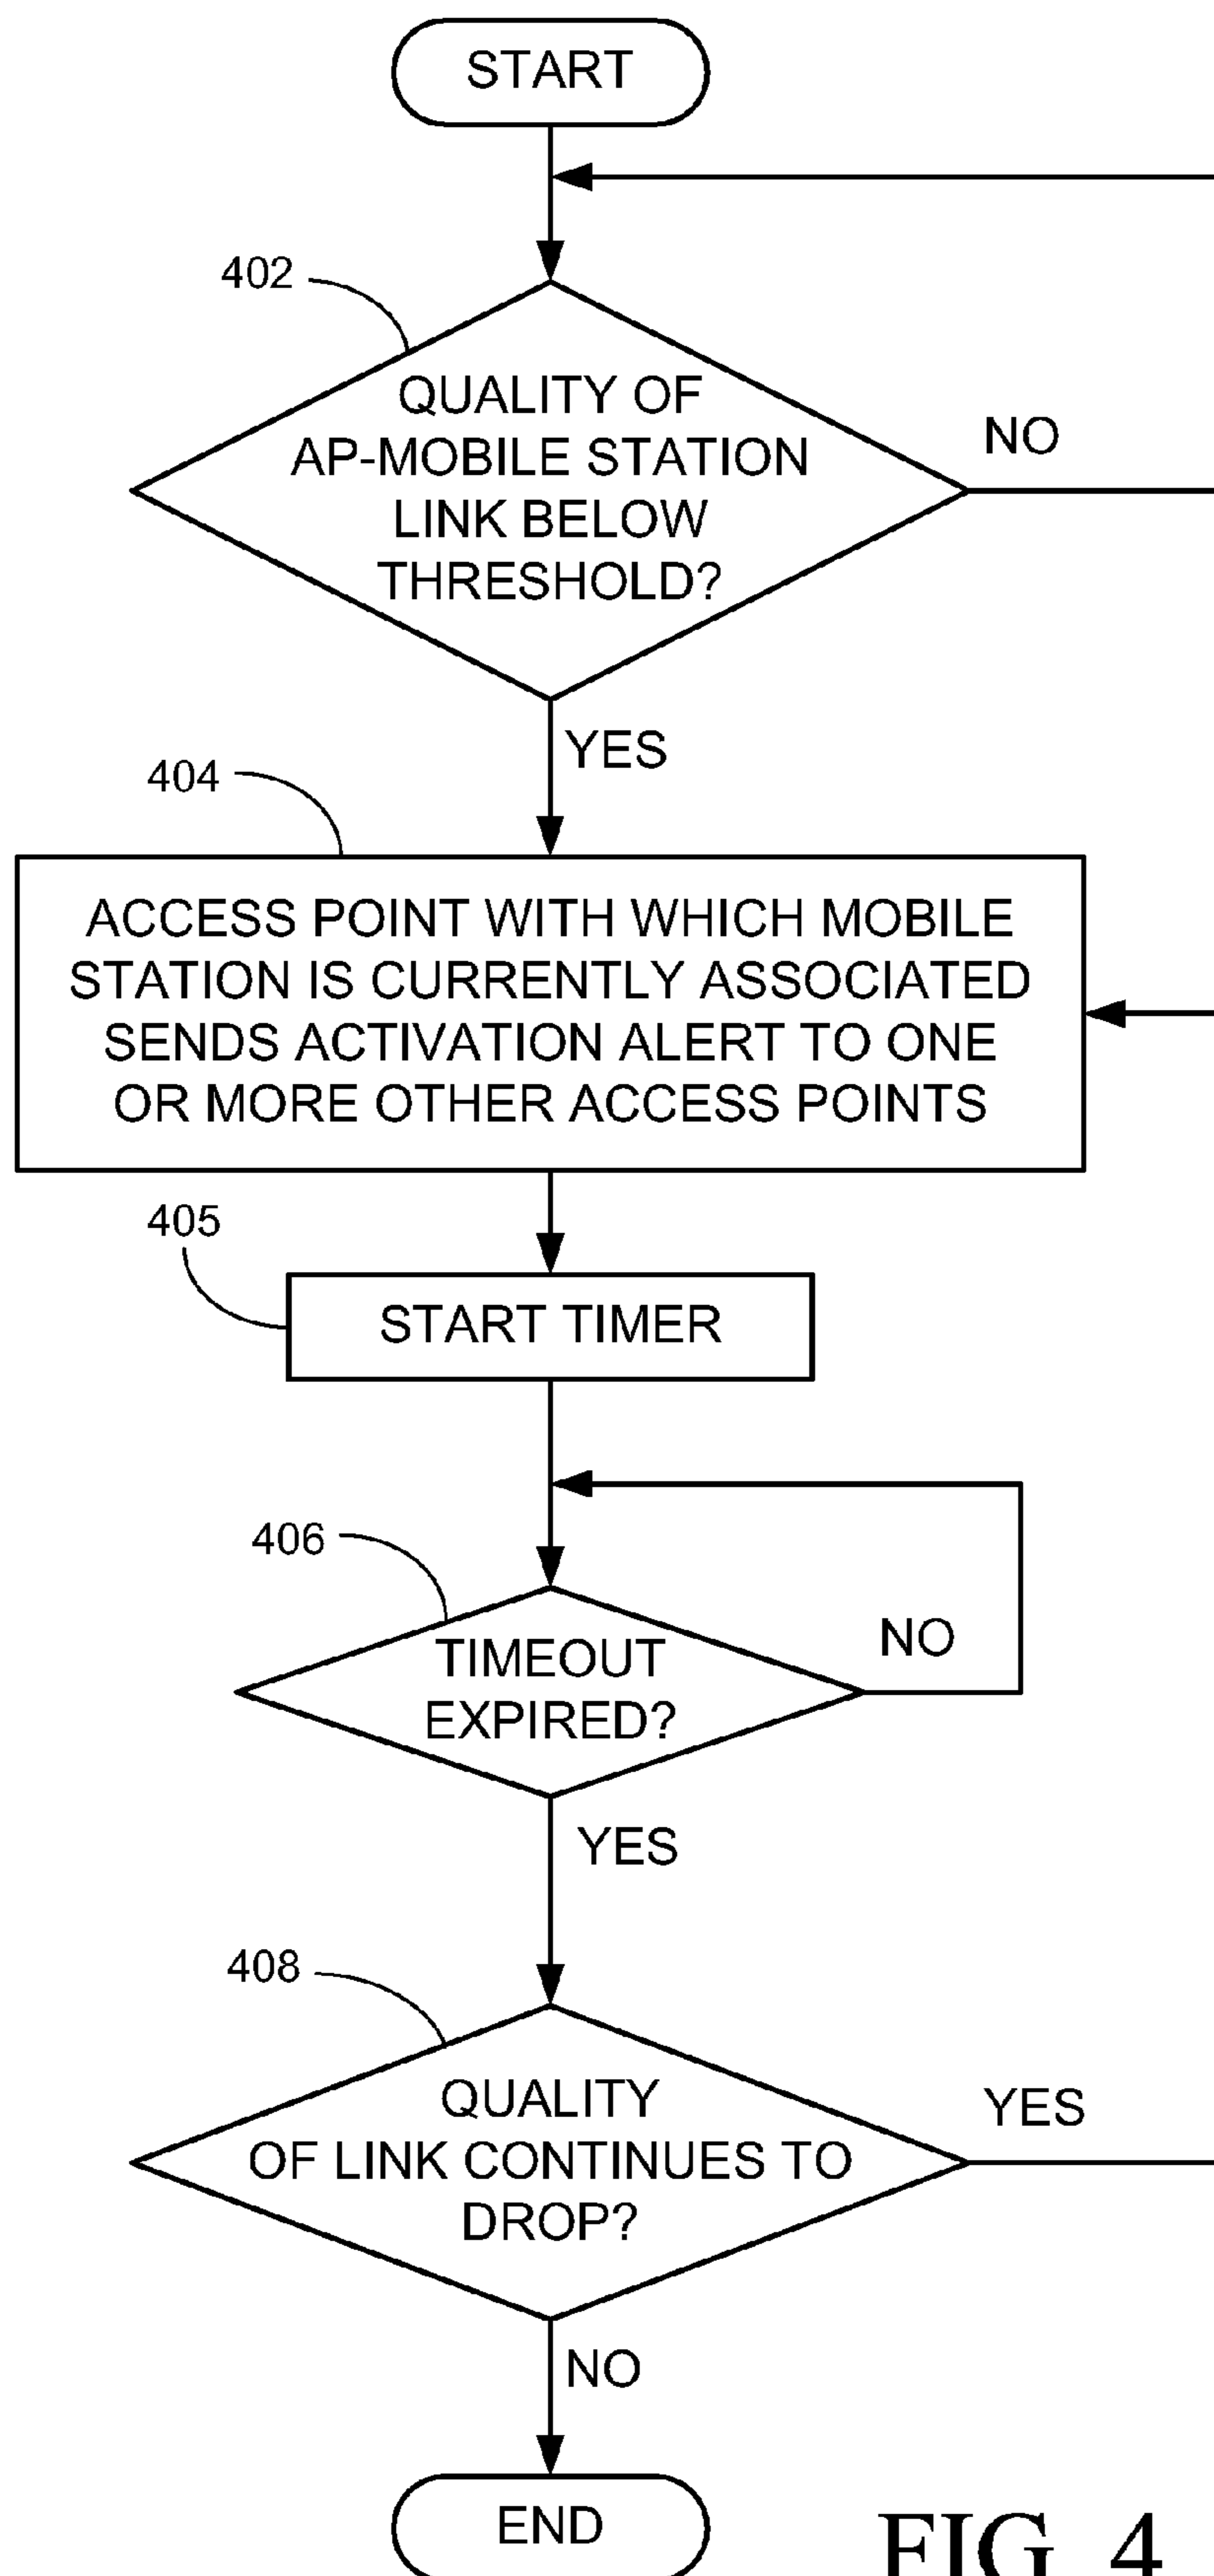 START
402
QUALITY OF
AP-MOBILE STATION
LINK BELOW
THRESHOLD?
NO
YES
404
ACCESS POINT WITH WHICH MOBILE
STATION IS CURRENTLY ASSOCIATED
SENDS ACTIVATION ALERT TO ONE
OR MORE OTHER ACCESS POINTS
405
START TIMER
406
TIMEOUT
EXPIRED?
NO
YES
408
QUALITY
OF LINK CONTINUES TO
DROP?
YES
NO
END
FIG. 4